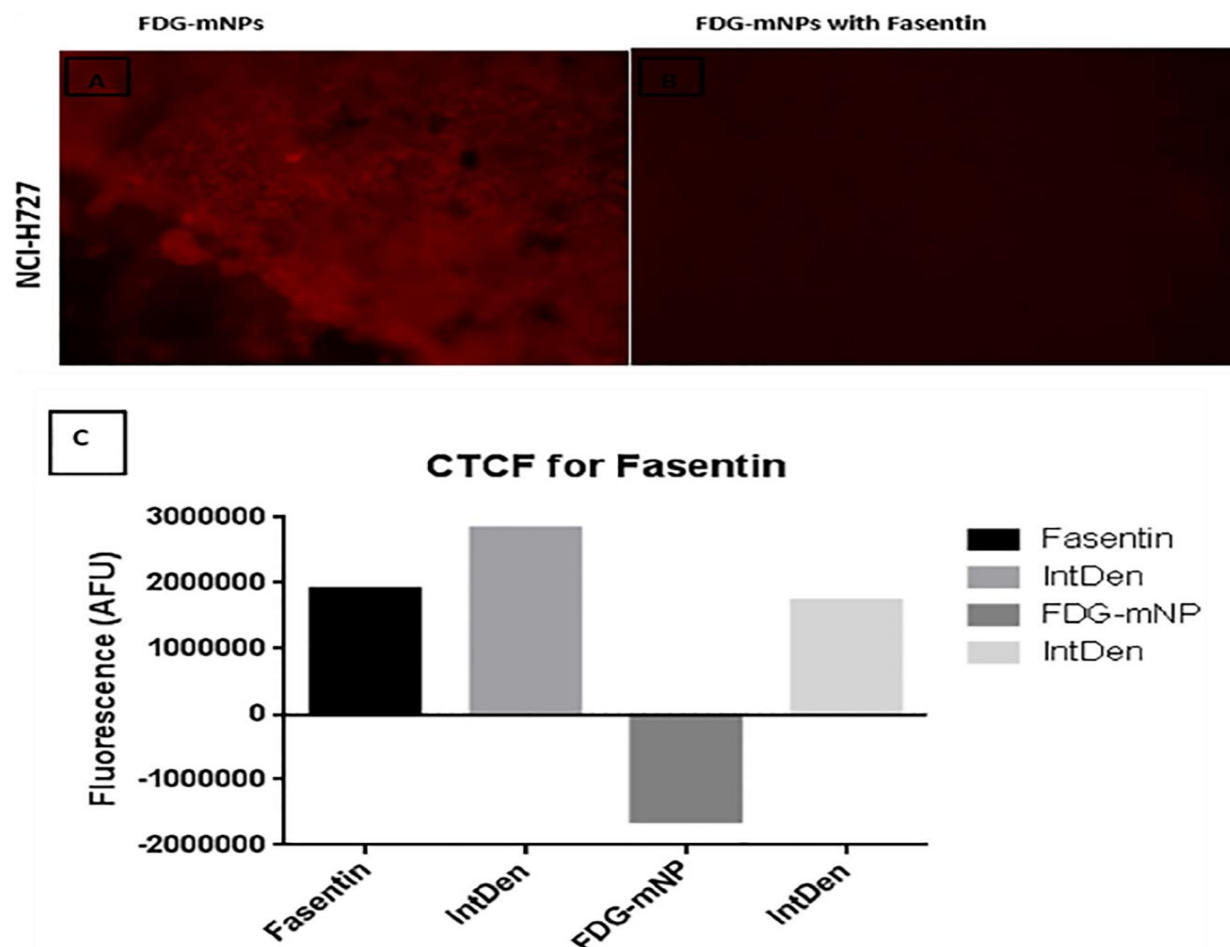 FDG-mNPs
FDG-mNPs with Fasentin
A
B
NCI-H727
C
CTCF for Fasentin
Fluorescence (AFU)
3000000
2000000
1000000
0
-1000000
-2000000
Fasentin
IntDen
FDG-mNP
IntDen
Fasentin
IntDen
FDG-mNP
IntDen